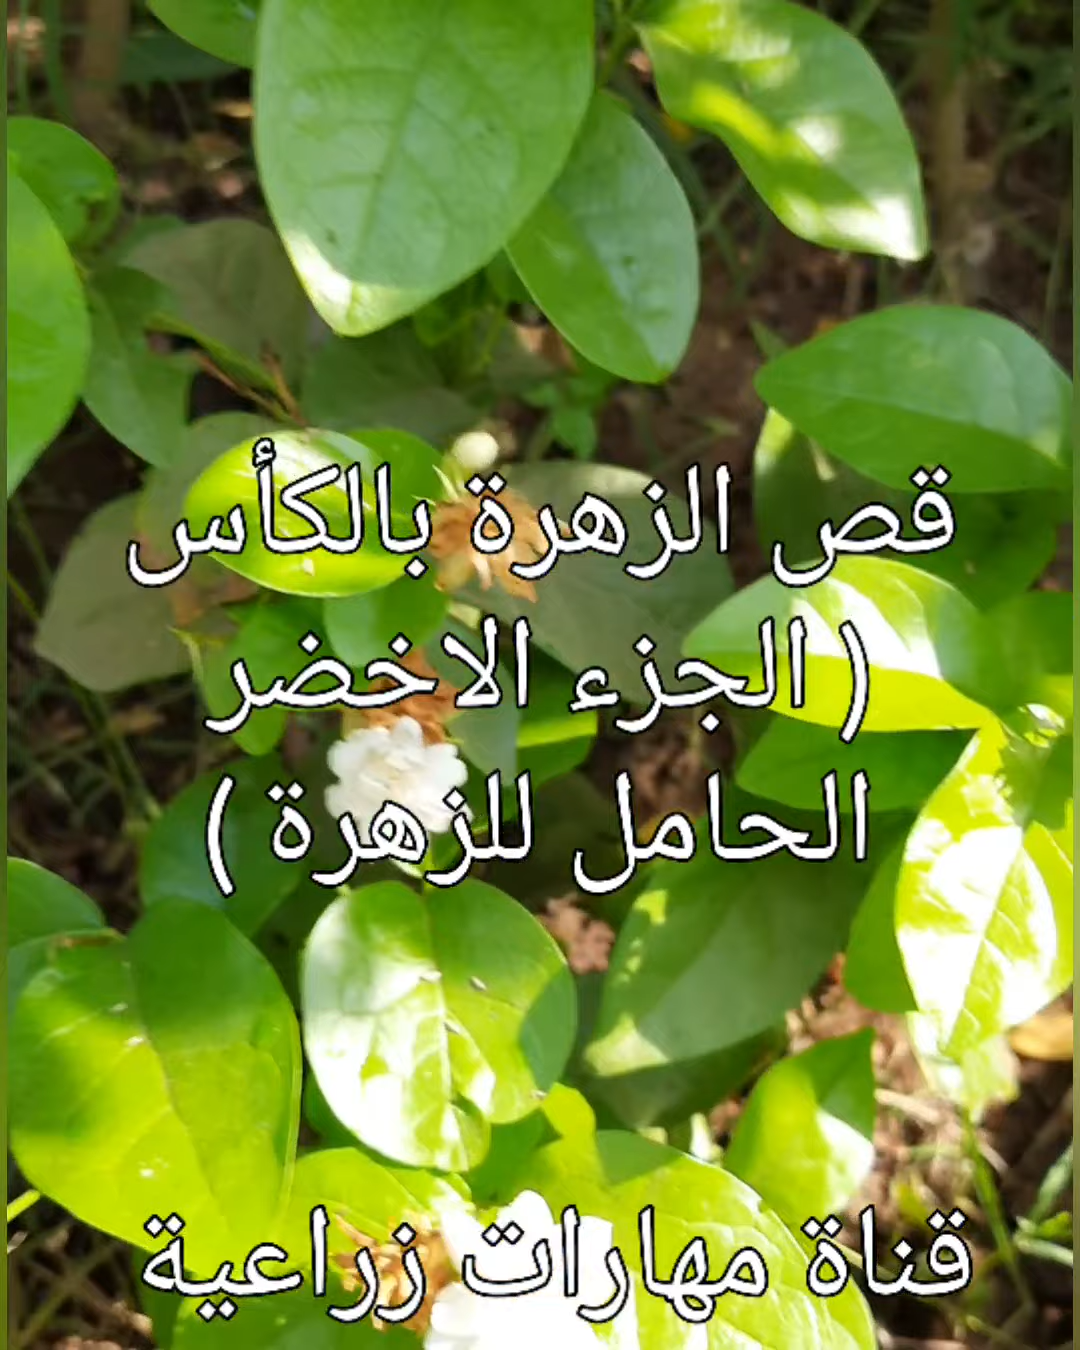 قص الزهرة بالكأس
( الجزء الاخضر
الحامل للزهرة )
قناة مهارات زراعية